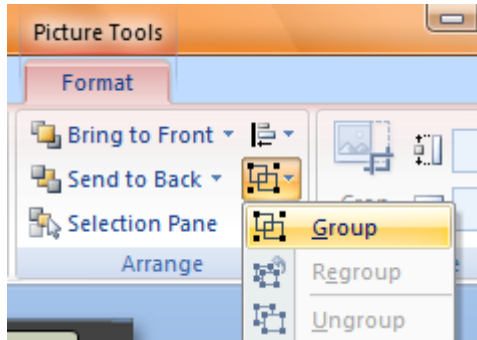 Picture Tools
Format
Bring to Front
Send to Back
Selection Pane
Arrange
Group
Regroup
Ungroup